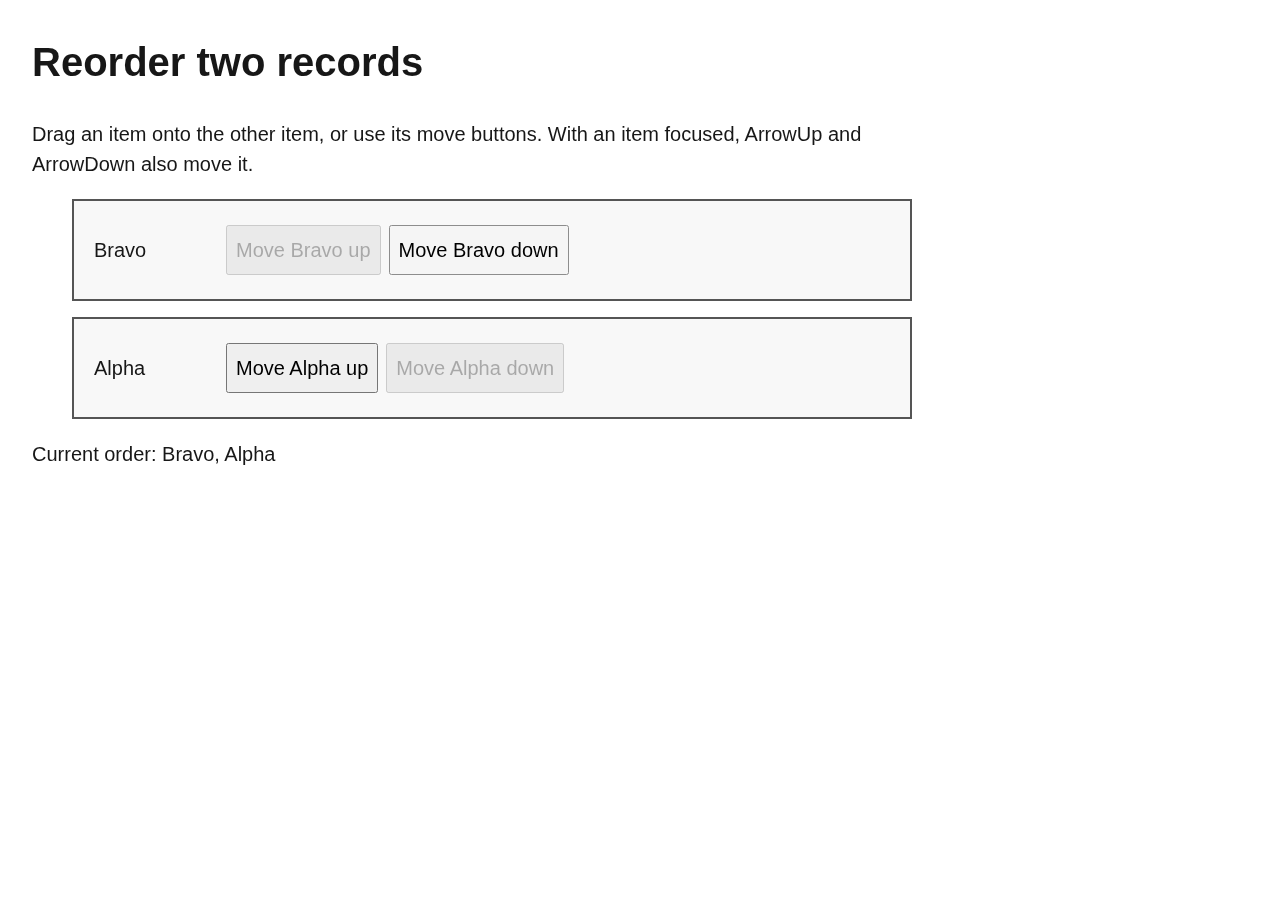 Reorder two records
Drag an item onto the other item, or use its move buttons. With an item focused, ArrowUp and
ArrowDown also move it.
Bravo Move Bravo up Move Bravo down
Alpha Move Alpha up Move Alpha down
Current order: Bravo, Alpha